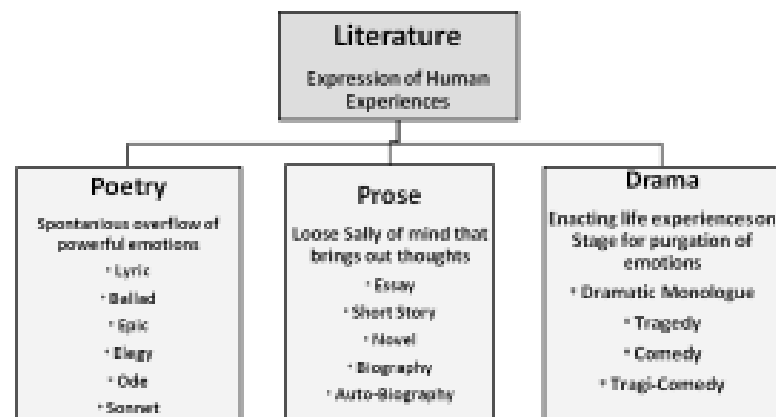 Literature
Expression of Human
Experiences
Poetry
Spontanious overflow of
powerful emotions
• Lyric
• Ballad
• Epic
• Elegy
• Ode
• Sonnet
Prose
Loose Sally of mind that
brings out thoughts
• Essay
• Short Story
• Novel
• Biography
• Auto-Biography
Drama
Enacting life experiences on
Stage for purgation of
emotions
• Dramatic Monologue
• Tragedy
• Comedy
• Tragi-Comedy